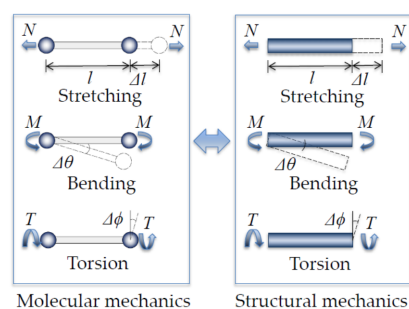 N N N N
l Δl l Δl
Stretching Stretching
M M M M
Δθ Δθ
Bending Bending
T Δϕ T T Δϕ T
Torsion Torsion
Molecular mechanics Structural mechanics